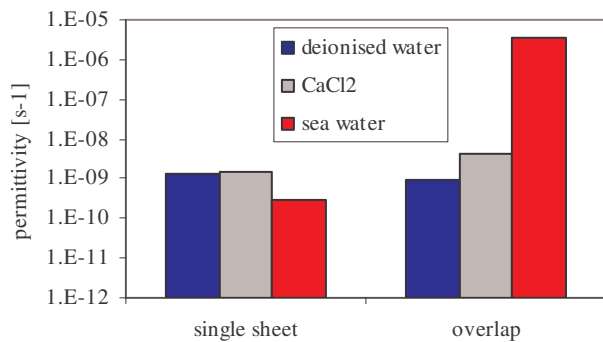 1.E-05
1.E-06
1.E-07
1.E-08
1.E-09
1.E-10
1.E-11
1.E-12
permittivity [s-1]
deionised water
CaCl2
sea water
single sheet
overlap